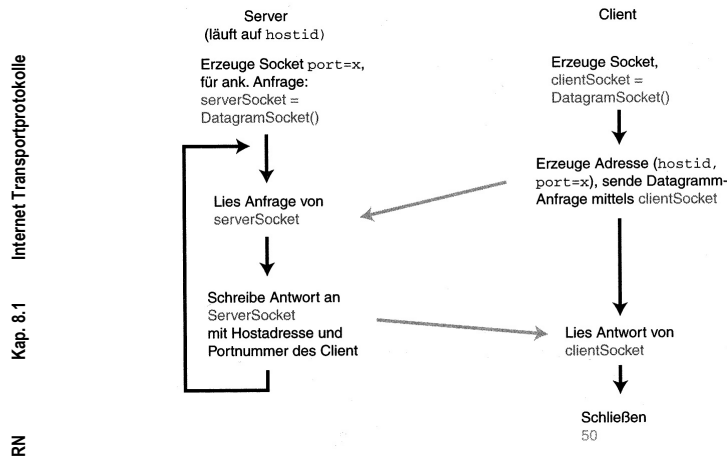 Server
(läuft auf hostid)
Erzeuge Socket port=x,
für ank. Anfrage:
serverSocket =
DatagramSocket()
Lies Anfrage von
serverSocket
Schreibe Antwort an
ServerSocket
mit Hostadresse und
Portnummer des Client
Client
Erzeuge Socket,
clientSocket =
DatagramSocket()
Erzeuge Adresse (hostid,
port=x), sende Datagramm-
Anfrage mittels clientSocket
Lies Antwort von
clientSocket
Schließen
50
Internet Transportprotokolle
Kap. 8.1
RN